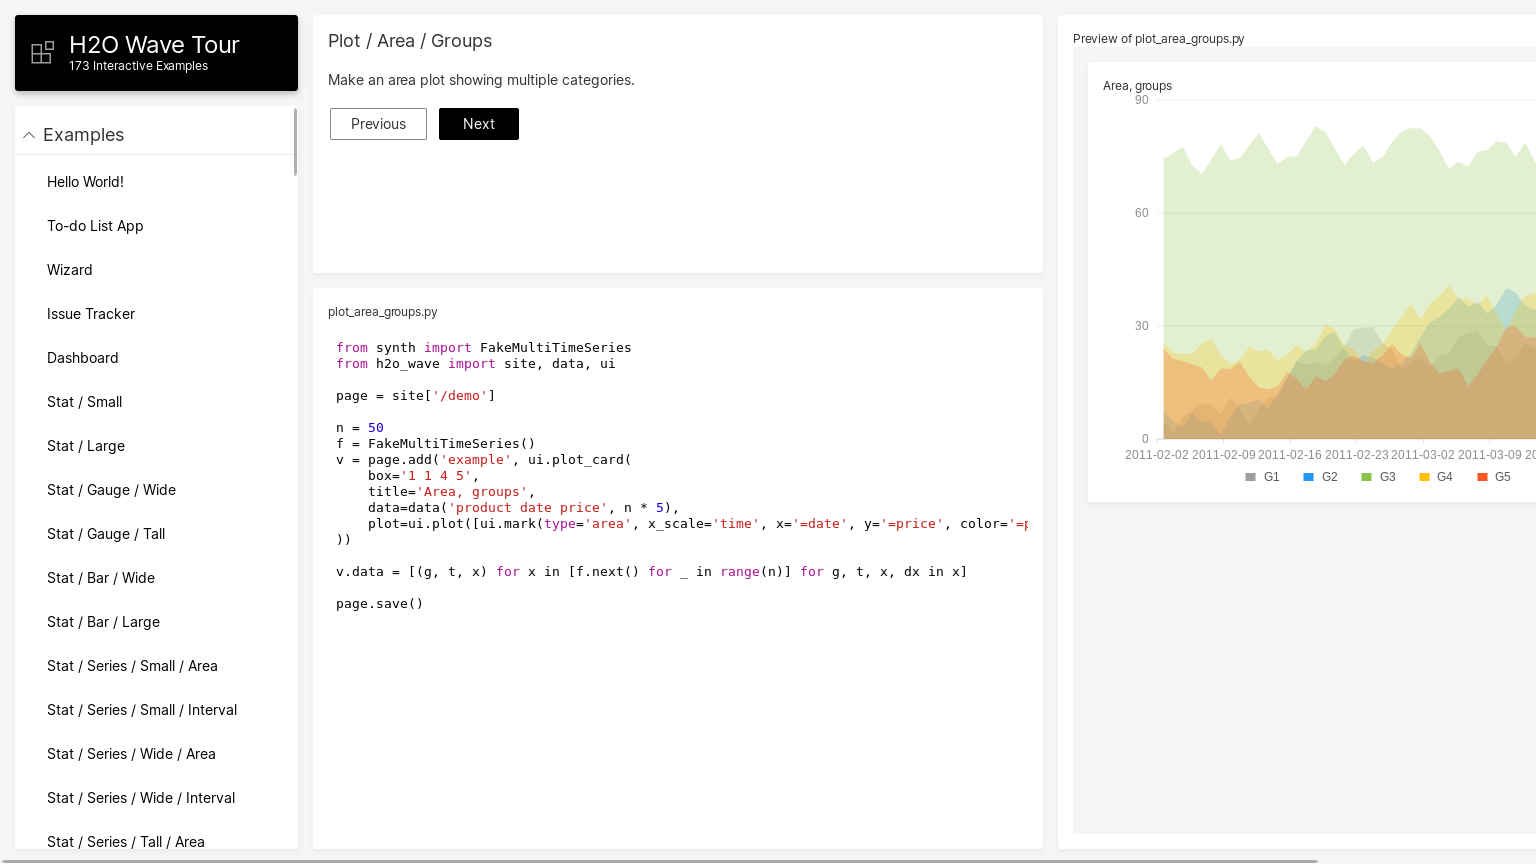 H2O Wave Tour
173 Interactive Examples
Examples
Hello World!
To-do List App
Wizard
Issue Tracker
Dashboard
Stat / Small
Stat / Large
Stat / Gauge / Wide
Stat / Gauge / Tall
Stat / Bar / Wide
Stat / Bar / Large
Stat / Series / Small / Area
Stat / Series / Small / Interval
Stat / Series / Wide / Area
Stat / Series / Wide / Interval
Stat / Series / Tall / Area
Plot / Area / Groups
Make an area plot showing multiple categories.
Previous
Next
plot_area_groups.py
from synth import FakeMultiTimeSeries
from h2o_wave import site, data, ui
page = site['/demo']
n = 50
f = FakeMultiTimeSeries()
v = page.add('example', ui.plot_card(
    box='1 1 4 5',
    title='Area, groups',
    data=data('product date price', n * 5),
    plot=ui.plot([ui.mark(type='area', x_scale='time', x='=date', y='=price', color='=p
))
v.data = [(g, t, x) for x in [f.next() for _ in range(n)] for g, t, x, dx in x]
page.save()
Preview of plot_area_groups.py
Area, groups
90
60
30
0
2011-02-02 2011-02-09 2011-02-16 2011-02-23 2011-03-02 2011-03-09 20
G1 G2 G3 G4 G5